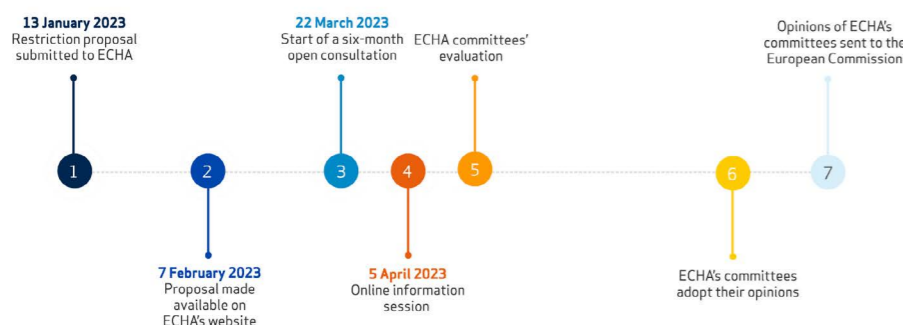 13 January 2023
Restriction proposal
submitted to ECHA
22 March 2023
Start of a six-month
open consultation
ECHA committees'
evaluation
Opinions of ECHA's
committees sent to the
European Commission
1
2
3
4
5
6
7
7 February 2023
Proposal made
available on
ECHA's website
5 April 2023
Online information
session
ECHA's committees
adopt their opinions